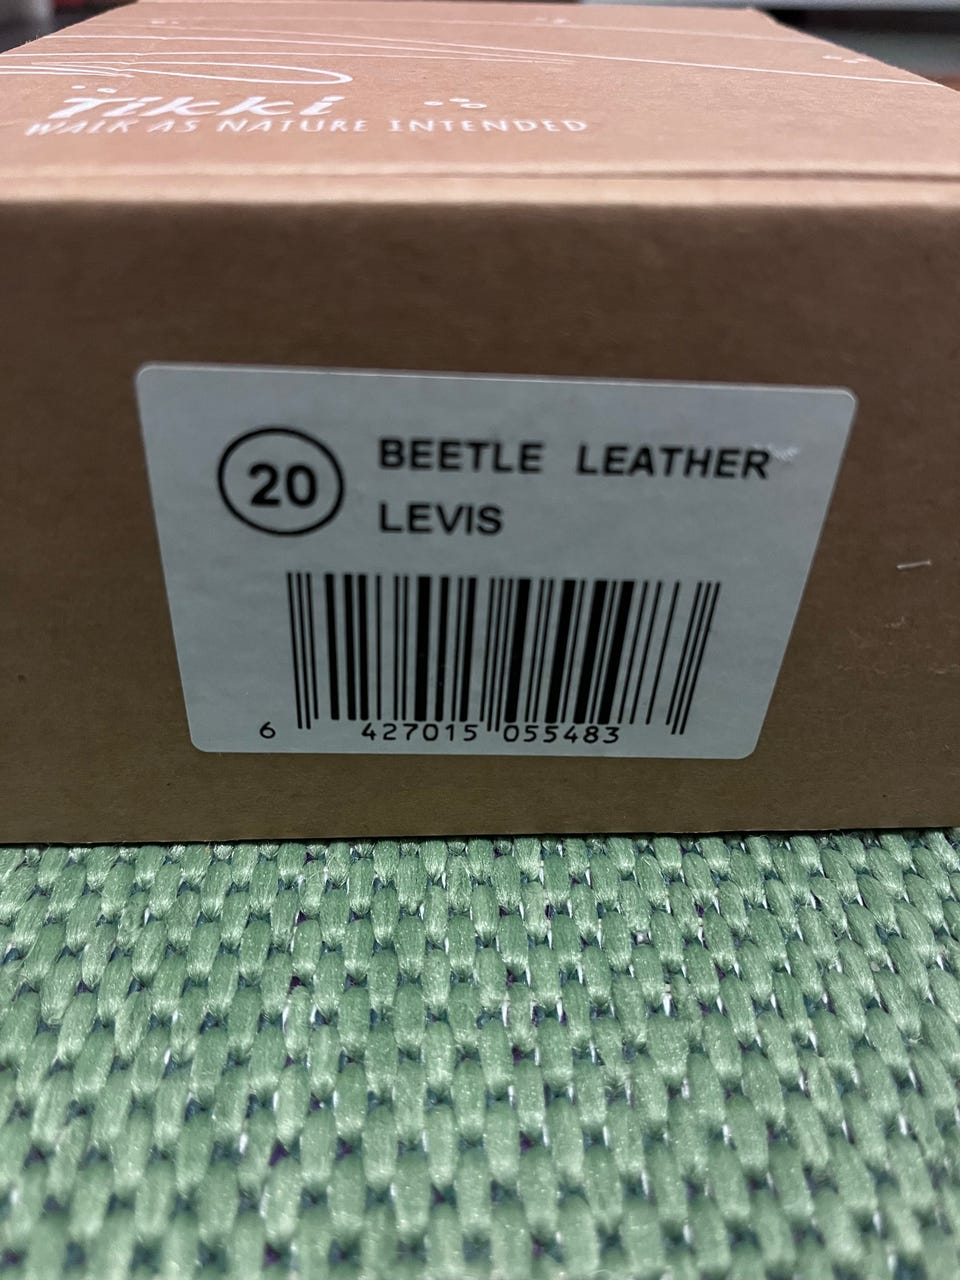 Tikki
WALK AS NATURE INTENDED
20
BEETLE LEATHER
LEVIS
6 427015 055483